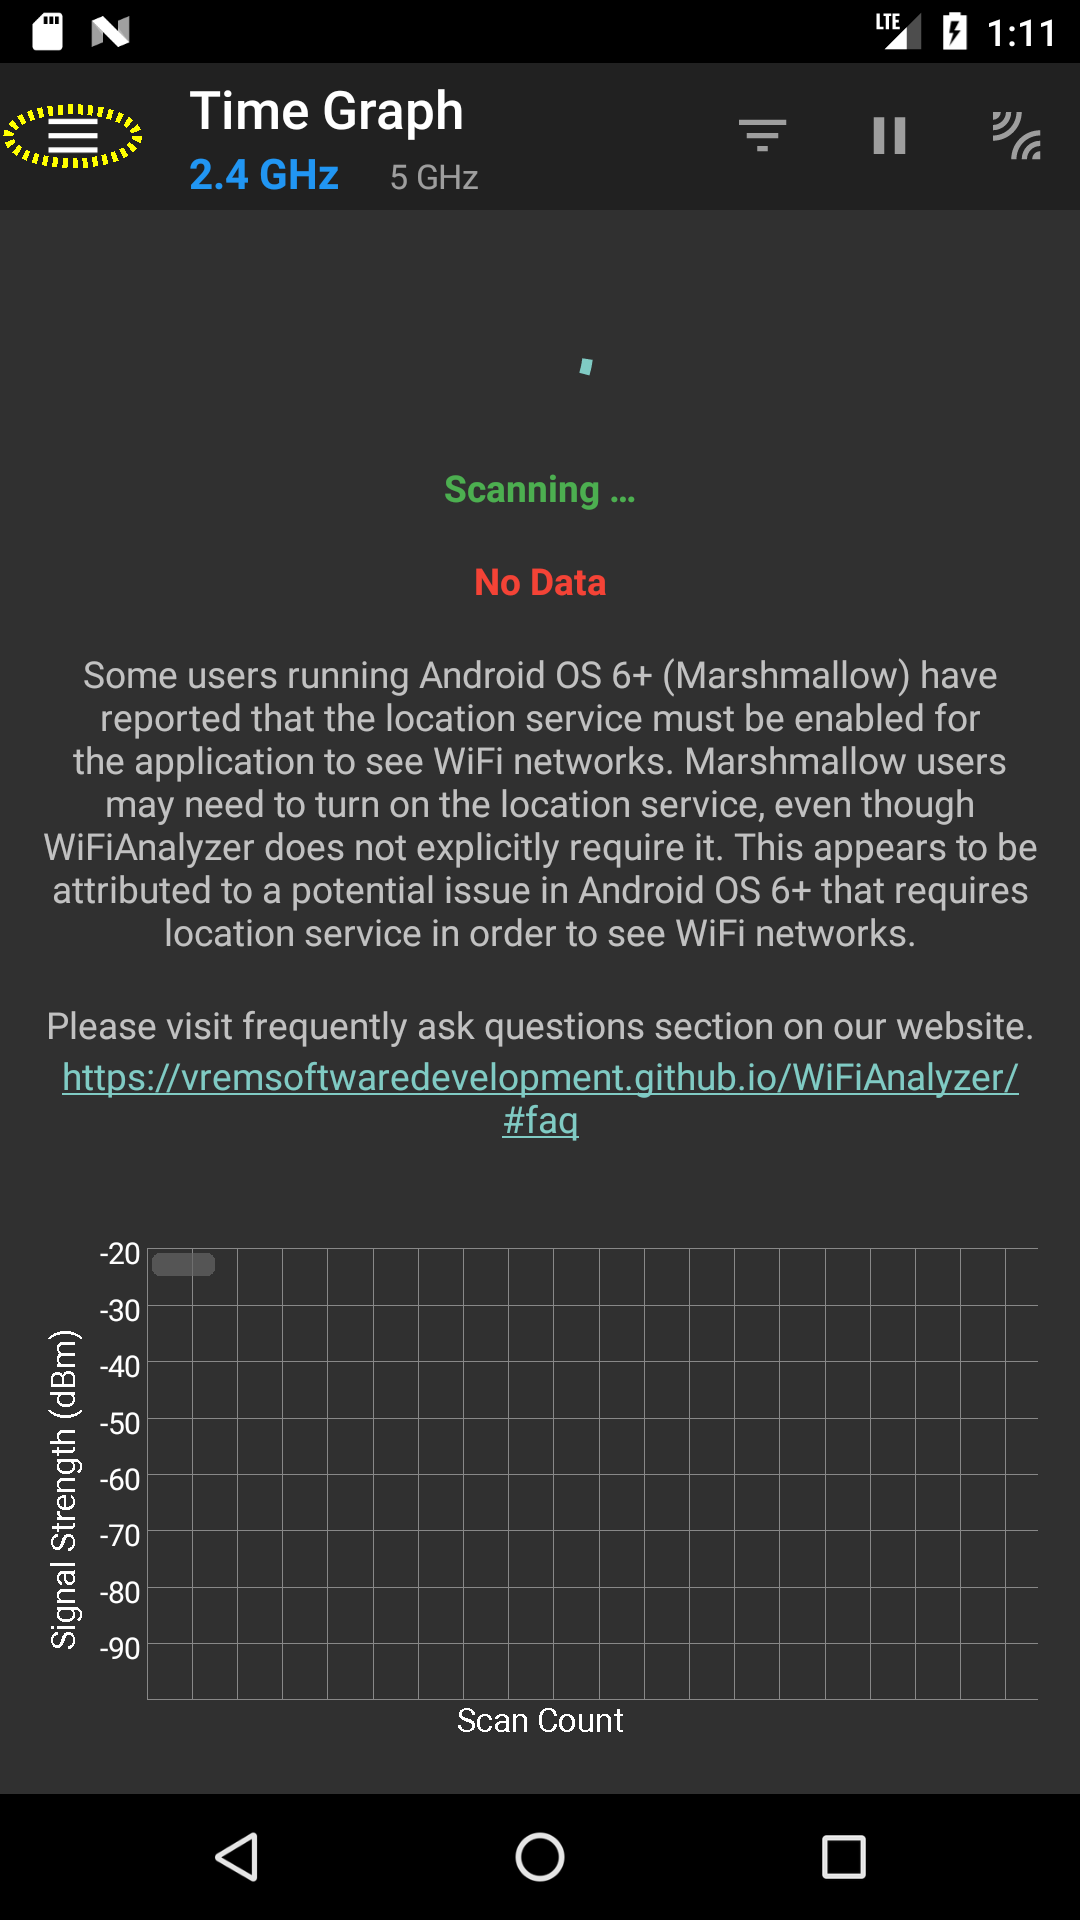 LTE 1:11
Time Graph
2.4 GHz 5 GHz
Scanning ...
No Data
Some users running Android OS 6+ (Marshmallow) have
reported that the location service must be enabled for
the application to see WiFi networks. Marshmallow users
may need to turn on the location service, even though
WiFiAnalyzer does not explicitly require it. This appears to be
attributed to a potential issue in Android OS 6+ that requires
location service in order to see WiFi networks.
Please visit frequently ask questions section on our website.
https://vremsoftwaredevelopment.github.io/WiFiAnalyzer/
#faq
Signal Strength (dBm)
-20
-30
-40
-50
-60
-70
-80
-90
Scan Count